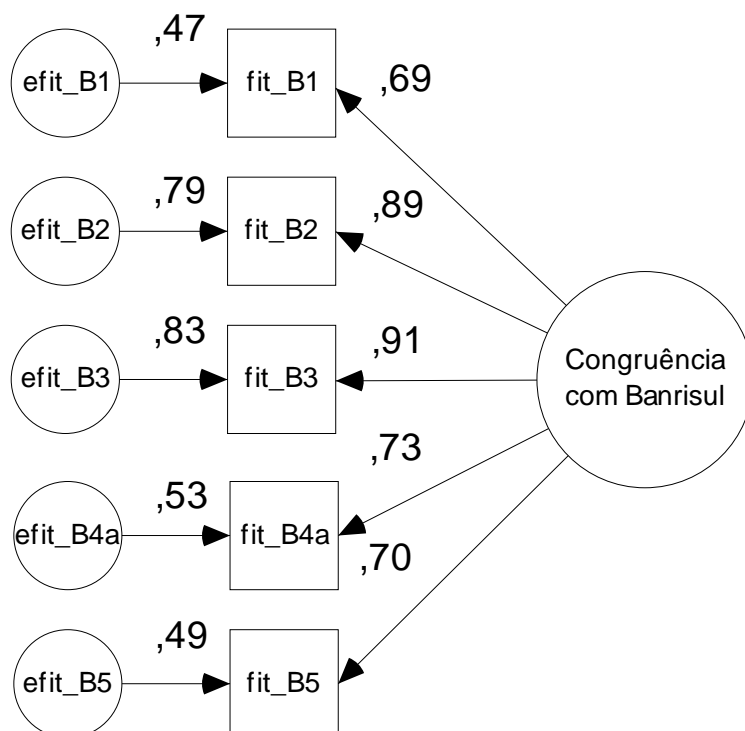 ,47
efit_B1
fit_B1
,69
,79
efit_B2
fit_B2
,89
,83
efit_B3
fit_B3
,91
Congruência
com Banrisul
,73
,53
efit_B4a
fit_B4a
,70
,49
efit_B5
fit_B5